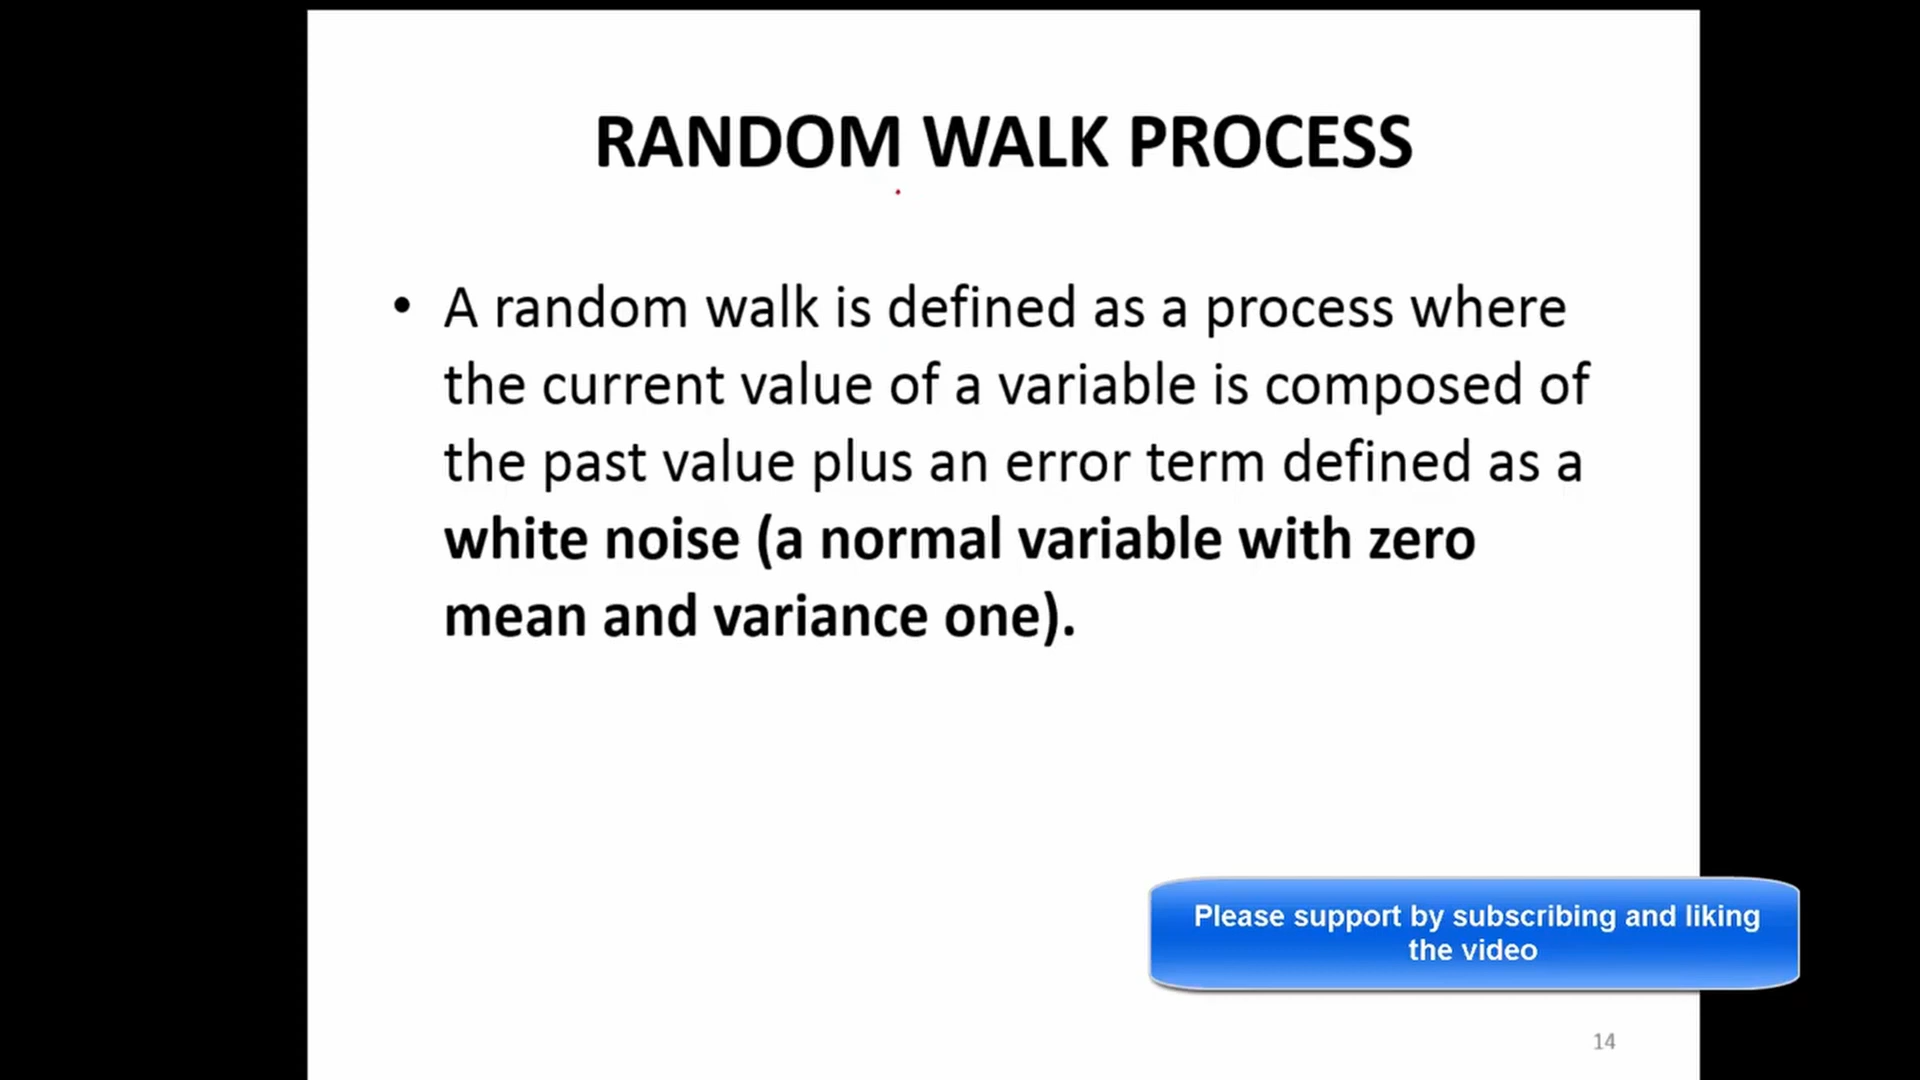 RANDOM WALK PROCESS
• A random walk is defined as a process where
the current value of a variable is composed of
the past value plus an error term defined as a
white noise (a normal variable with zero
mean and variance one).
Please support by subscribing and liking
the video
14